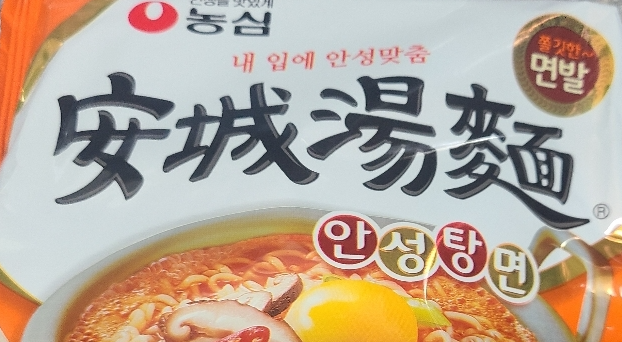 농심
내 입에 안성맞춤
쫄깃한
면발
安城湯麵
®
안성탕면